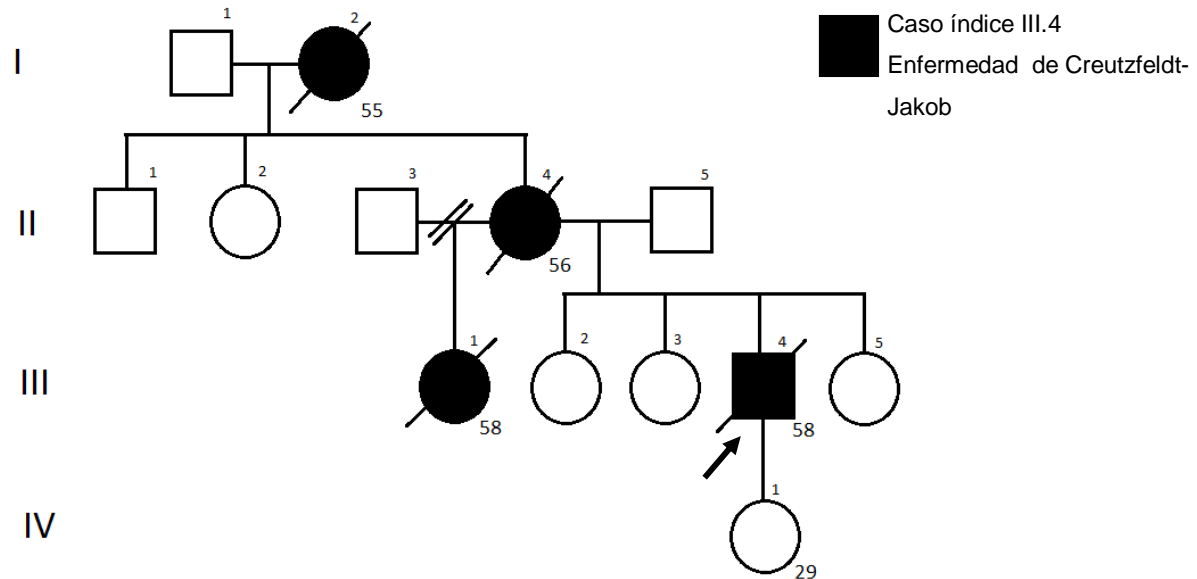 1 2
I
55
Caso índice III.4
Enfermedad de Creutzfeldt-
Jakob
1 2 3 4 5
II
56
1 2 3 4 5
III
58 58
1
IV
29